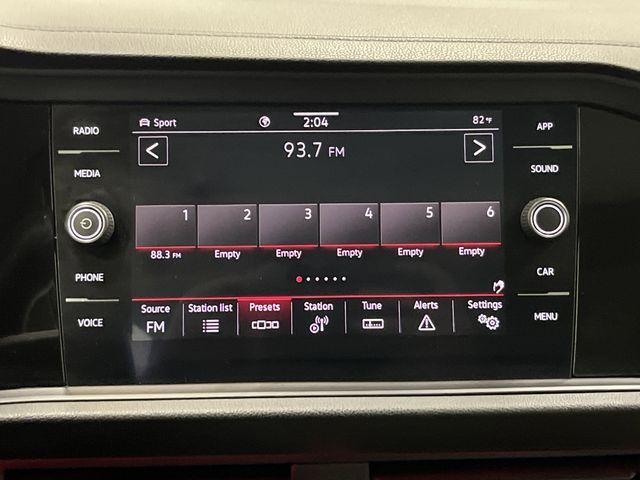 RADIO
MEDIA
PHONE
VOICE
Sport
2:04
82 °F
93.7 FM
1
2
3
4
5
6
88.3 FM
Empty
Empty
Empty
Empty
Empty
Source
FM
Station list
Presets
Station
Tune
Alerts
Settings
APP
SOUND
CAR
MENU